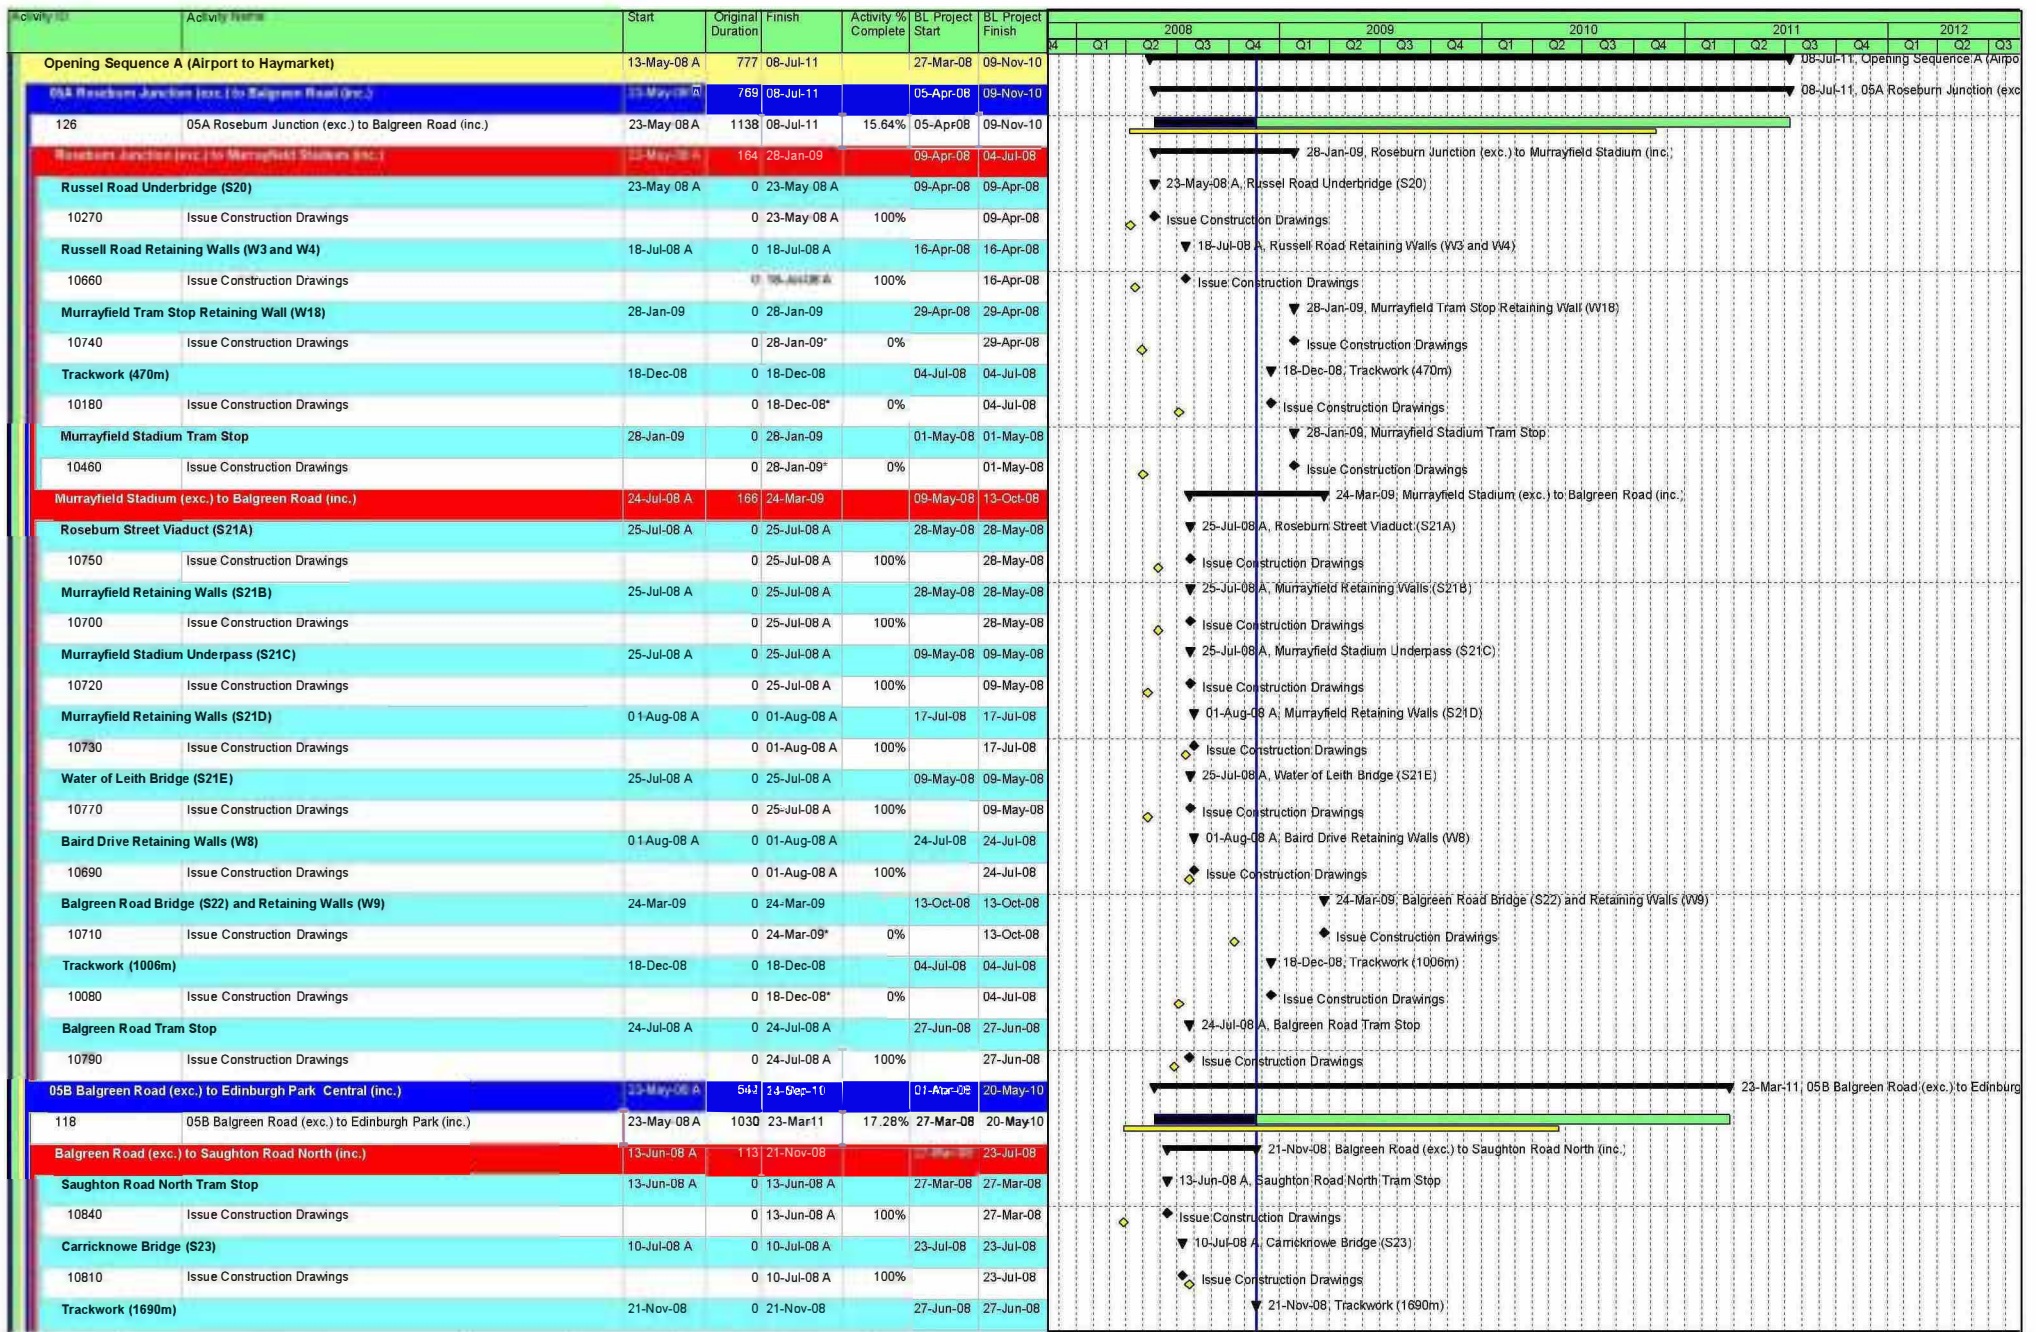 Activity ID Activity Name Start Original Duration Finish Activity % Complete BL Project Start BL Project Finish
2008 2009 2010 2011 2012
Q4 Q1 Q2 Q3 Q4 Q1 Q2 Q3 Q4 Q1 Q2 Q3 Q4 Q1 Q2 Q3 Q4 Q1 Q2 Q3
Opening Sequence A (Airport to Haymarket) 13-May-08 A 777 08-Jul-11 27-Mar-08 09-Nov-10 08-Jul-11, Opening Sequence A (Airpo
05A Roseburn Junction (exc.) to Balgreen Road (inc.) 23-May-08 A 769 08-Jul-11 05-Apr-08 09-Nov-10 08-Jul-11, 05A Roseburn Junction (exc
126 05A Roseburn Junction (exc.) to Balgreen Road (inc.) 23-May-08 A 1138 08-Jul-11 15.64% 05-Apr08 09-Nov-10
Roseburn Junction (exc.) to Murrayfield Stadium (inc.) 23-May-08 A 164 28-Jan-09 09-Apr-08 04-Jul-08 28-Jan-09, Roseburn Junction (exc.) to Murrayfield Stadium (inc.)
Russel Road Underbridge (S20) 23-May 08 A 0 23-May 08 A 09-Apr-08 09-Apr-08 23-May-08 A, Russel Road Underbridge (S20)
10270 Issue Construction Drawings 0 23-May 08 A 100% 09-Apr-08 Issue Construction Drawings
Russell Road Retaining Walls (W3 and W4) 18-Jul-08 A 0 18-Jul-08 A 16-Apr-08 16-Apr-08 18-Jul-08 A, Russell Road Retaining Walls (W3 and W4)
10660 Issue Construction Drawings 0 18-Jul-08 A 100% 16-Apr-08 Issue Construction Drawings
Murrayfield Tram Stop Retaining Wall (W18) 28-Jan-09 0 28-Jan-09 29-Apr-08 29-Apr-08 28-Jan-09, Murrayfield Tram Stop Retaining Wall (W18)
10740 Issue Construction Drawings 0 28-Jan-09* 0% 29-Apr-08 Issue Construction Drawings
Trackwork (470m) 18-Dec-08 0 18-Dec-08 04-Jul-08 04-Jul-08 18-Dec-08, Trackwork (470m)
10180 Issue Construction Drawings 0 18-Dec-08* 0% 04-Jul-08 Issue Construction Drawings
Murrayfield Stadium Tram Stop 28-Jan-09 0 28-Jan-09 01-May-08 01-May-08 28-Jan-09, Murrayfield Stadium Tram Stop
10460 Issue Construction Drawings 0 28-Jan-09* 0% 01-May-08 Issue Construction Drawings
Murrayfield Stadium (exc.) to Balgreen Road (inc.) 24-Jul-08 A 166 24-Mar-09 09-May-08 13-Oct-08 24-Mar-09, Murrayfield Stadium (exc.) to Balgreen Road (inc.)
Roseburn Street Viaduct (S21A) 25-Jul-08 A 0 25-Jul-08 A 28-May-08 28-May-08 25-Jul-08 A, Roseburn Street Viaduct (S21A)
10750 Issue Construction Drawings 0 25-Jul-08 A 100% 28-May-08 Issue Construction Drawings
Murrayfield Retaining Walls (S21B) 25-Jul-08 A 0 25-Jul-08 A 28-May-08 28-May-08 25-Jul-08 A, Murrayfield Retaining Walls (S21B)
10700 Issue Construction Drawings 0 25-Jul-08 A 100% 28-May-08 Issue Construction Drawings
Murrayfield Stadium Underpass (S21C) 25-Jul-08 A 0 25-Jul-08 A 09-May-08 09-May-08 25-Jul-08 A, Murrayfield Stadium Underpass (S21C)
10720 Issue Construction Drawings 0 25-Jul-08 A 100% 09-May-08 Issue Construction Drawings
Murrayfield Retaining Walls (S21D) 01-Aug-08 A 0 01-Aug-08 A 17-Jul-08 17-Jul-08 01-Aug-08 A, Murrayfield Retaining Walls (S21D)
10730 Issue Construction Drawings 0 01-Aug-08 A 100% 17-Jul-08 Issue Construction Drawings
Water of Leith Bridge (S21E) 25-Jul-08 A 0 25-Jul-08 A 09-May-08 09-May-08 25-Jul-08 A, Water of Leith Bridge (S21E)
10770 Issue Construction Drawings 0 25-Jul-08 A 100% 09-May-08 Issue Construction Drawings
Baird Drive Retaining Walls (W8) 01-Aug-08 A 0 01-Aug-08 A 24-Jul-08 24-Jul-08 01-Aug-08 A, Baird Drive Retaining Walls (W8)
10690 Issue Construction Drawings 0 01-Aug-08 A 100% 24-Jul-08 Issue Construction Drawings
Balgreen Road Bridge (S22) and Retaining Walls (W9) 24-Mar-09 0 24-Mar-09 13-Oct-08 13-Oct-08 24-Mar-09, Balgreen Road Bridge (S22) and Retaining Walls (W9)
10710 Issue Construction Drawings 0 24-Mar-09* 0% 13-Oct-08 Issue Construction Drawings
Trackwork (1006m) 18-Dec-08 0 18-Dec-08 04-Jul-08 04-Jul-08 18-Dec-08, Trackwork (1006m)
10080 Issue Construction Drawings 0 18-Dec-08* 0% 04-Jul-08 Issue Construction Drawings
Balgreen Road Tram Stop 24-Jul-08 A 0 24-Jul-08 A 27-Jun-08 27-Jun-08 24-Jul-08 A, Balgreen Road Tram Stop
10790 Issue Construction Drawings 0 24-Jul-08 A 100% 27-Jun-08 Issue Construction Drawings
05B Balgreen Road (exc.) to Edinburgh Park Central (inc.) 23-May-08 A 20-May-10 23-Mar-11, 05B Balgreen Road (exc.) to Edinburg
118 05B Balgreen Road (exc.) to Edinburgh Park (inc.) 23-May-08 A 1030 23-Mar11 17.28% 27-Mar-08 20-May10
Balgreen Road (exc.) to Saughton Road North (inc.) 13-Jun-08 A 113 21-Nov-08 23-Jul-08 21-Nov-08, Balgreen Road (exc.) to Saughton Road North (inc.)
Saughton Road North Tram Stop 13-Jun-08 A 0 13-Jun-08 A 27-Mar-08 27-Mar-08 13-Jun-08 A, Saughton Road North Tram Stop
10840 Issue Construction Drawings 0 13-Jun-08 A 100% 27-Mar-08 Issue Construction Drawings
Carricknowe Bridge (S23) 10-Jul-08 A 0 10-Jul-08 A 23-Jul-08 23-Jul-08 10-Jul-08 A, Carricknowe Bridge (S23)
10810 Issue Construction Drawings 0 10-Jul-08 A 100% 23-Jul-08 Issue Construction Drawings
Trackwork (1690m) 21-Nov-08 0 21-Nov-08 27-Jun-08 27-Jun-08 21-Nov-08, Trackwork (1690m)